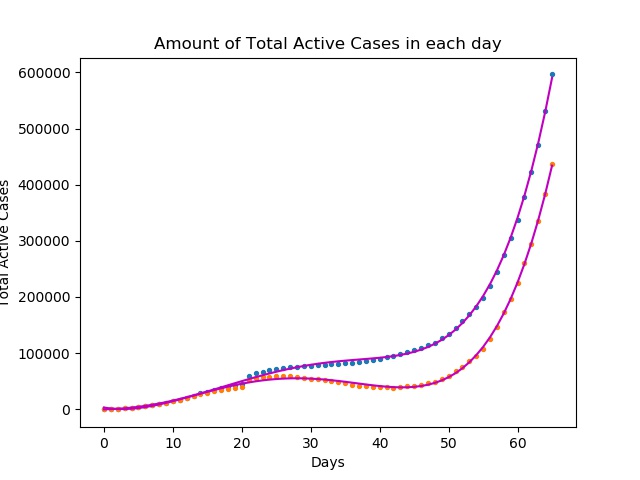 Amount of Total Active Cases in each day
600000
500000
400000
300000
200000
100000
0
Total Active Cases
0 10 20 30 40 50 60
Days